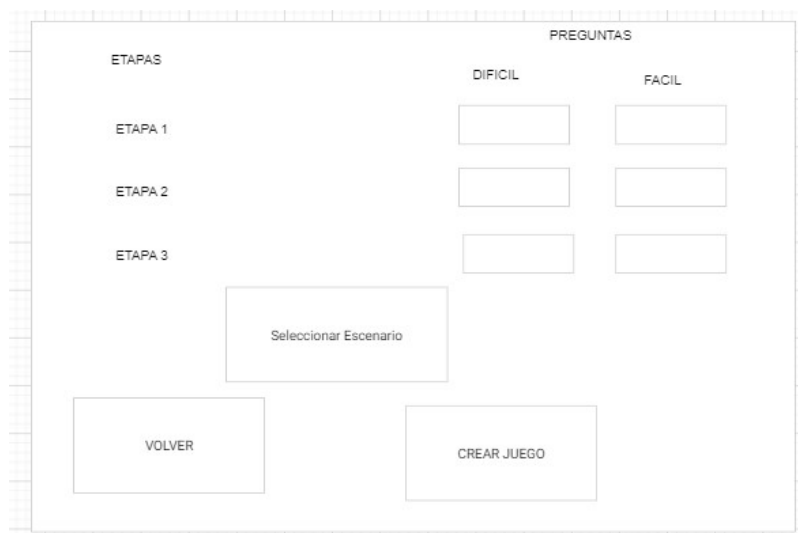 PREGUNTAS
ETAPAS
DIFICIL
FACIL
ETAPA 1
ETAPA 2
ETAPA 3
Seleccionar Escenario
VOLVER
CREAR JUEGO